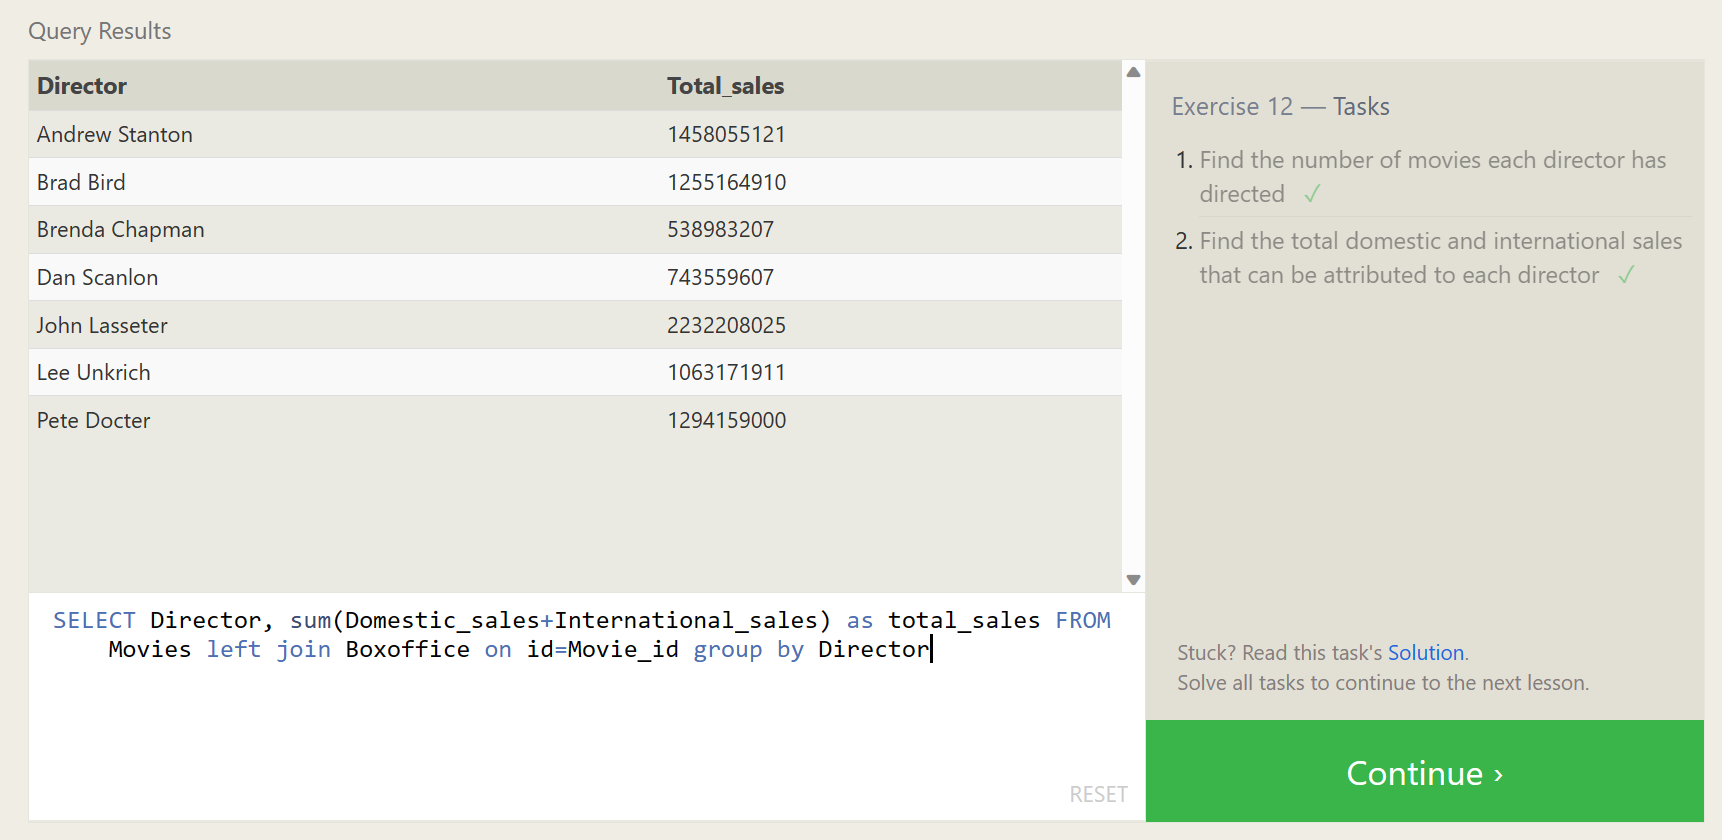 Query Results
Director Total_sales
Andrew Stanton 1458055121
Brad Bird 1255164910
Brenda Chapman 538983207
Dan Scanlon 743559607
John Lasseter 2232208025
Lee Unkrich 1063171911
Pete Docter 1294159000
SELECT Director, sum(Domestic_sales+International_sales) as total_sales FROM
Movies left join Boxoffice on id=Movie_id group by Director
RESET
Exercise 12 — Tasks
1. Find the number of movies each director has
directed ✓
2. Find the total domestic and international sales
that can be attributed to each director ✓
Stuck? Read this task's Solution.
Solve all tasks to continue to the next lesson.
Continue ›